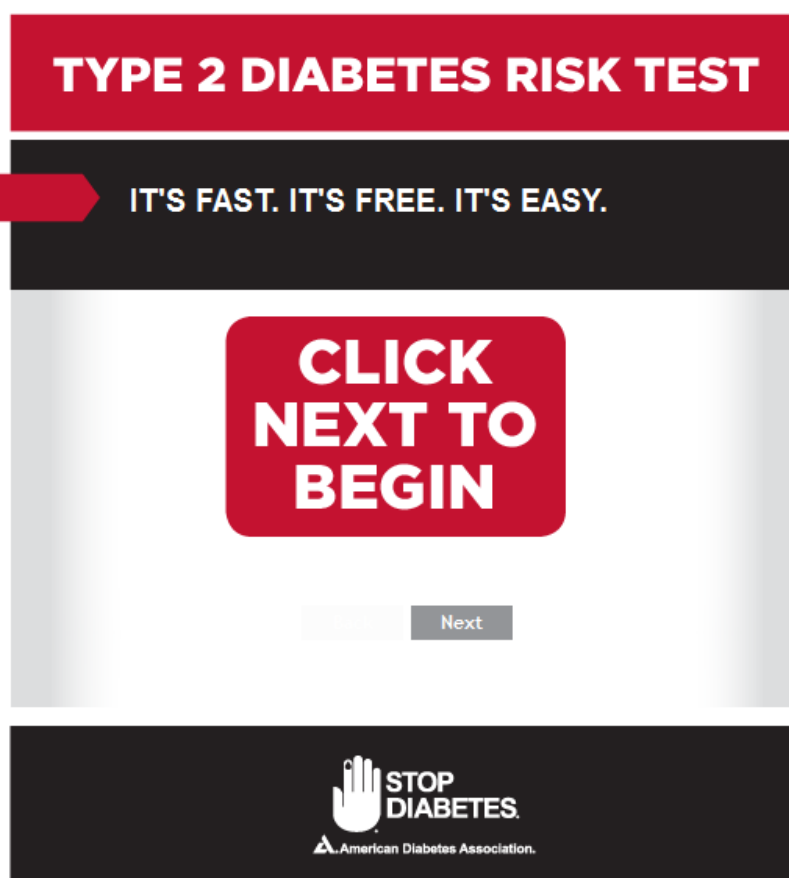 TYPE 2 DIABETES RISK TEST
IT'S FAST. IT'S FREE. IT'S EASY.
CLICK
NEXT TO
BEGIN
Next
STOP
DIABETES.
American Diabetes Association.